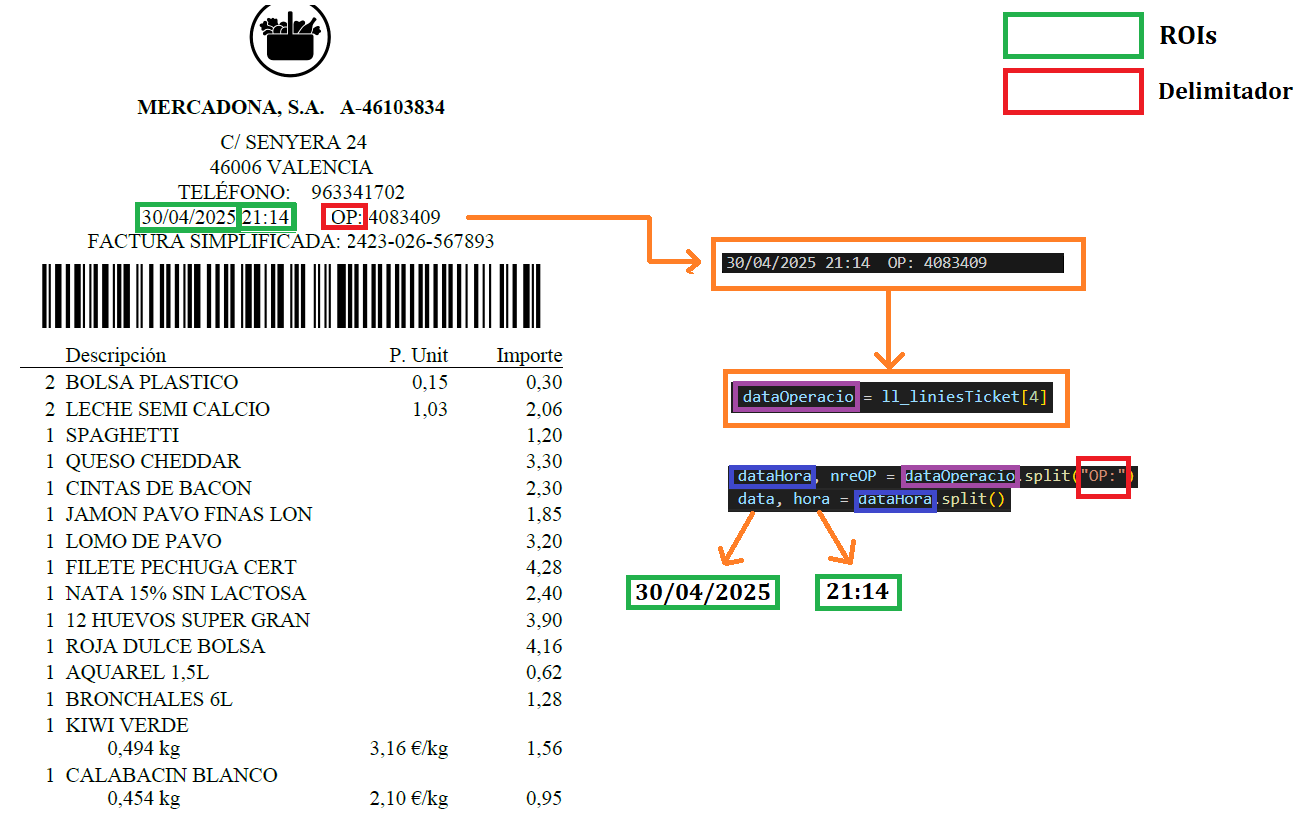 MERCADONA, S.A. A-46103834
C/ SENYERA 24
46006 VALENCIA
TELÉFONO: 963341702
30/04/2025 21:14 OP: 4083409
FACTURA SIMPLIFICADA: 2423-026-567893
Descripción P. Unit Importe
2 BOLSA PLASTICO 0,15 0,30
2 LECHE SEMI CALCIO 1,03 2,06
1 SPAGHETTI 1,20
1 QUESO CHEDDAR 3,30
1 CINTAS DE BACON 2,30
1 JAMON PAVO FINAS LON 1,85
1 LOMO DE PAVO 3,20
1 FILETE PECHUGA CERT 4,28
1 NATA 15% SIN LACTOSA 2,40
1 12 HUEVOS SUPER GRAN 3,90
1 ROJA DULCE BOLSA 4,16
1 AQUAREL 1,5L 0,62
1 BRONCHALES 6L 1,28
1 KIWI VERDE
0,494 kg 3,16 €/kg 1,56
1 CALABACIN BLANCO
0,454 kg 2,10 €/kg 0,95
ROIs
Delimitador
30/04/2025 21:14 OP: 4083409
dataOperacio = ll_liniesTicket[4]
dataHora, nreOP = dataOperacio.split("OP:")
data, hora = dataHora.split()
30/04/2025 21:14